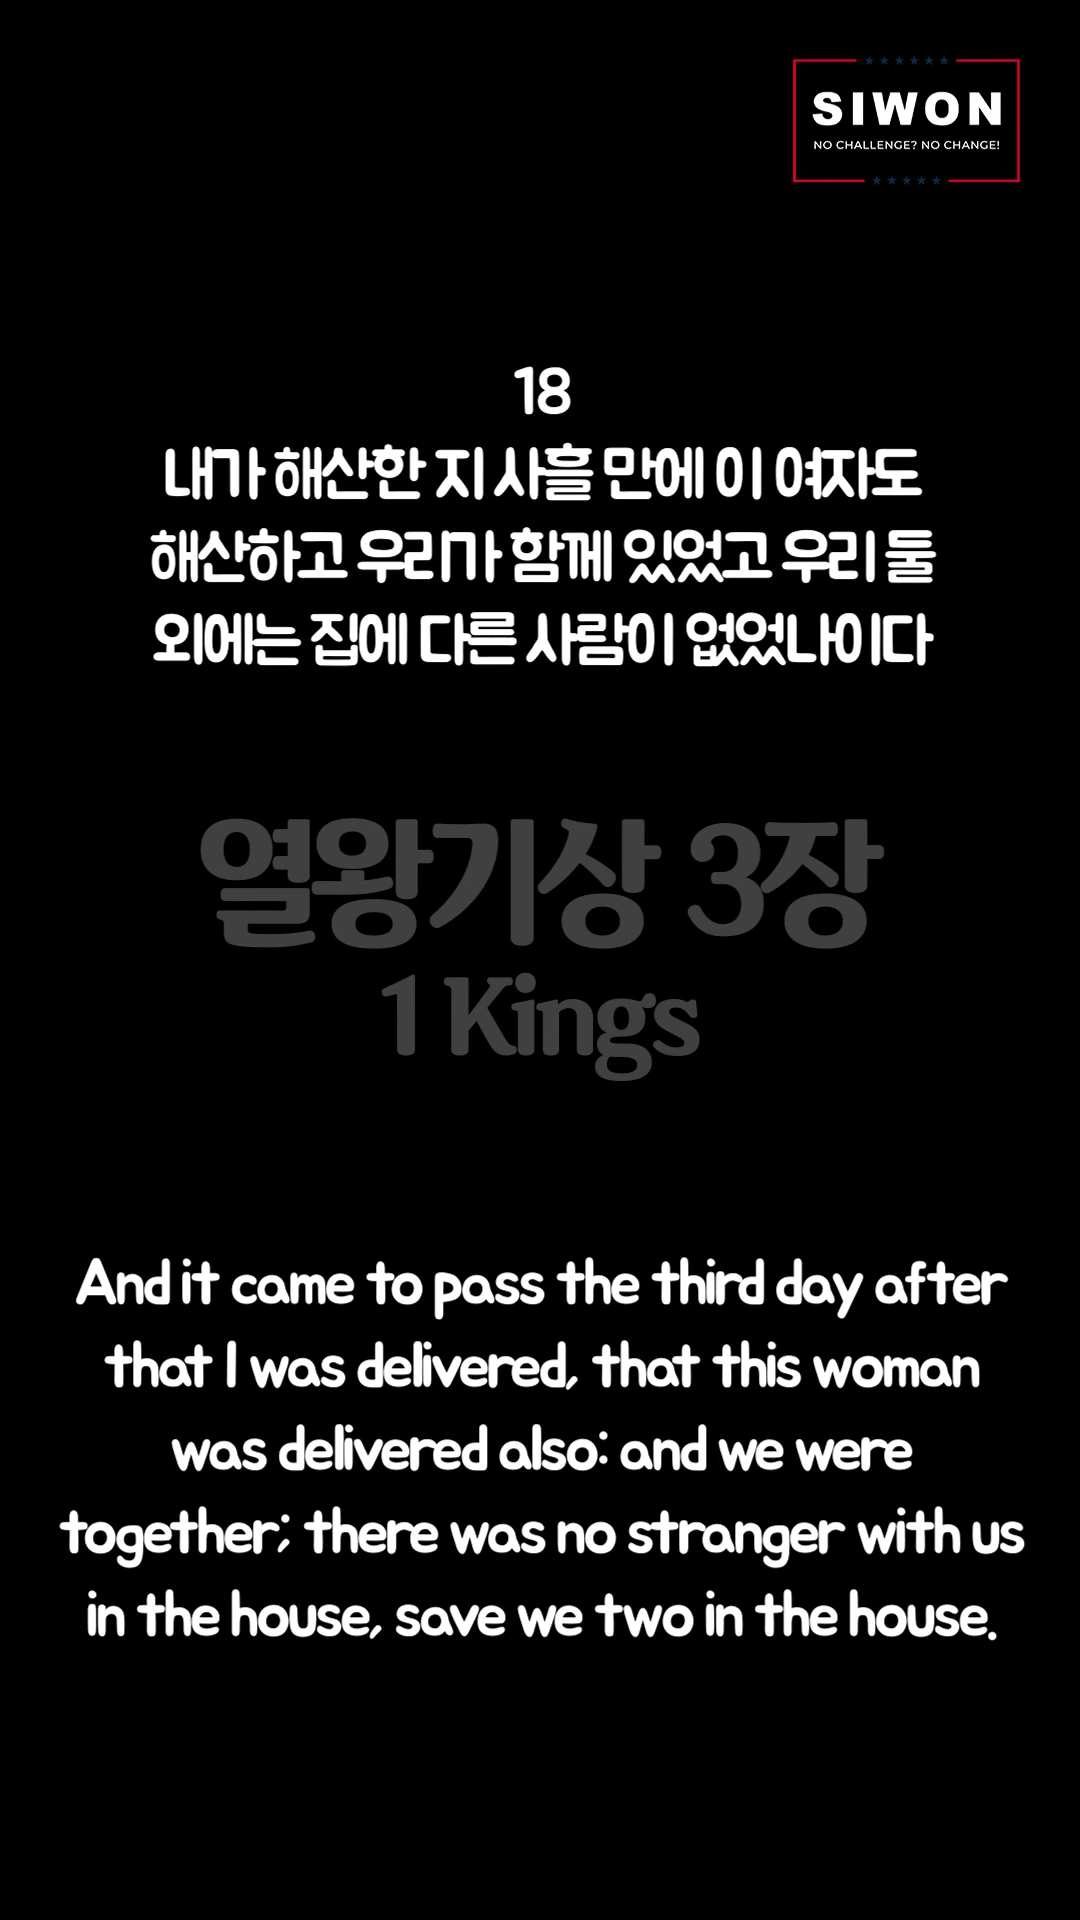 SIWON
NO CHALLENGE? NO CHANGE!
18
내가 해산한 지 사흘 만에 이 여자도
해산하고 우리가 함께 있었고 우리 둘
외에는 집에 다른 사람이 없었나이다
열왕기상 3장
1 Kings
And it came to pass the third day after
that I was delivered, that this woman
was delivered also: and we were
together; there was no stranger with us
in the house, save we two in the house.